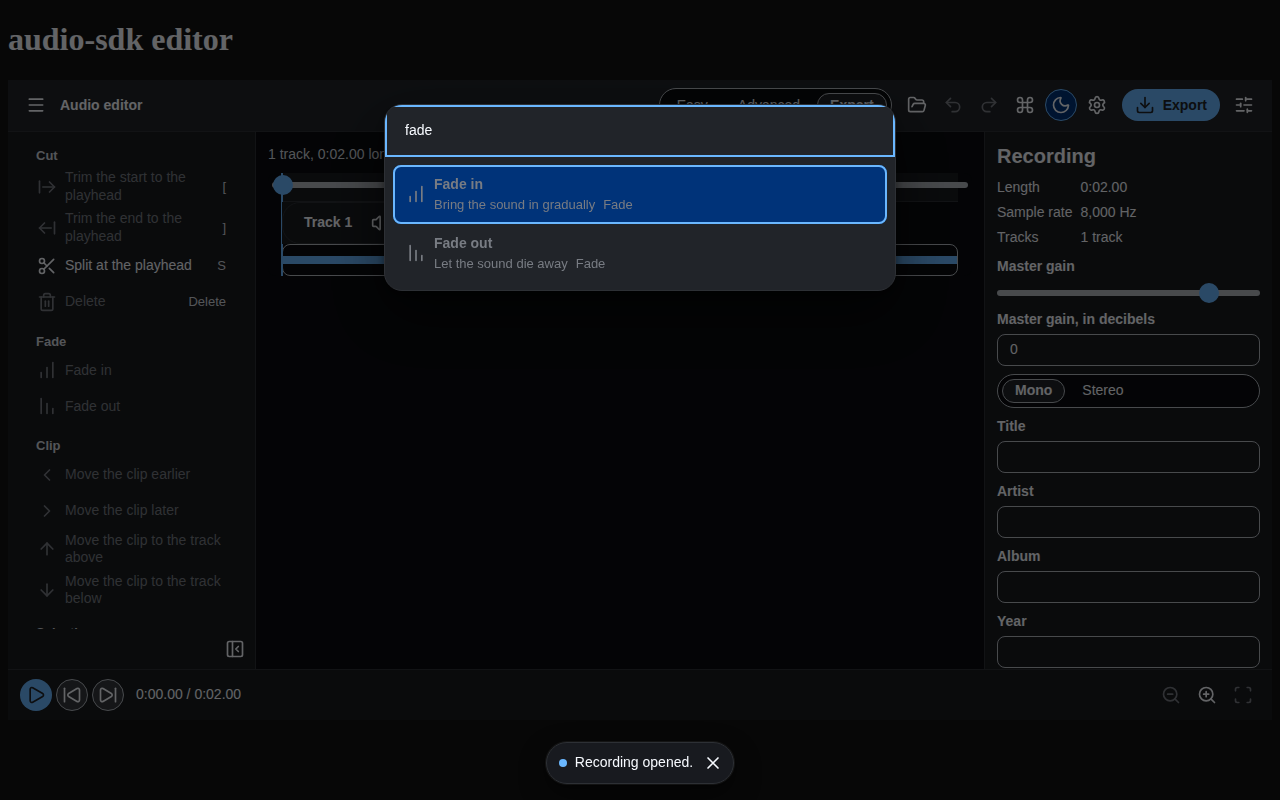 audio-sdk editor
Audio editor
Easy Advanced Export
Export
fade
Fade in
Bring the sound in gradually Fade
Fade out
Let the sound die away Fade
Cut
Trim the start to the playhead [
Trim the end to the playhead ]
Split at the playhead S
Delete Delete
Fade
Fade in
Fade out
Clip
Move the clip earlier
Move the clip later
Move the clip to the track above
Move the clip to the track below
1 track, 0:02.00 lon
Track 1
Recording
Length 0:02.00
Sample rate 8,000 Hz
Tracks 1 track
Master gain
Master gain, in decibels
0
Mono Stereo
Title
Artist
Album
Year
0:00.00 / 0:02.00
Recording opened.